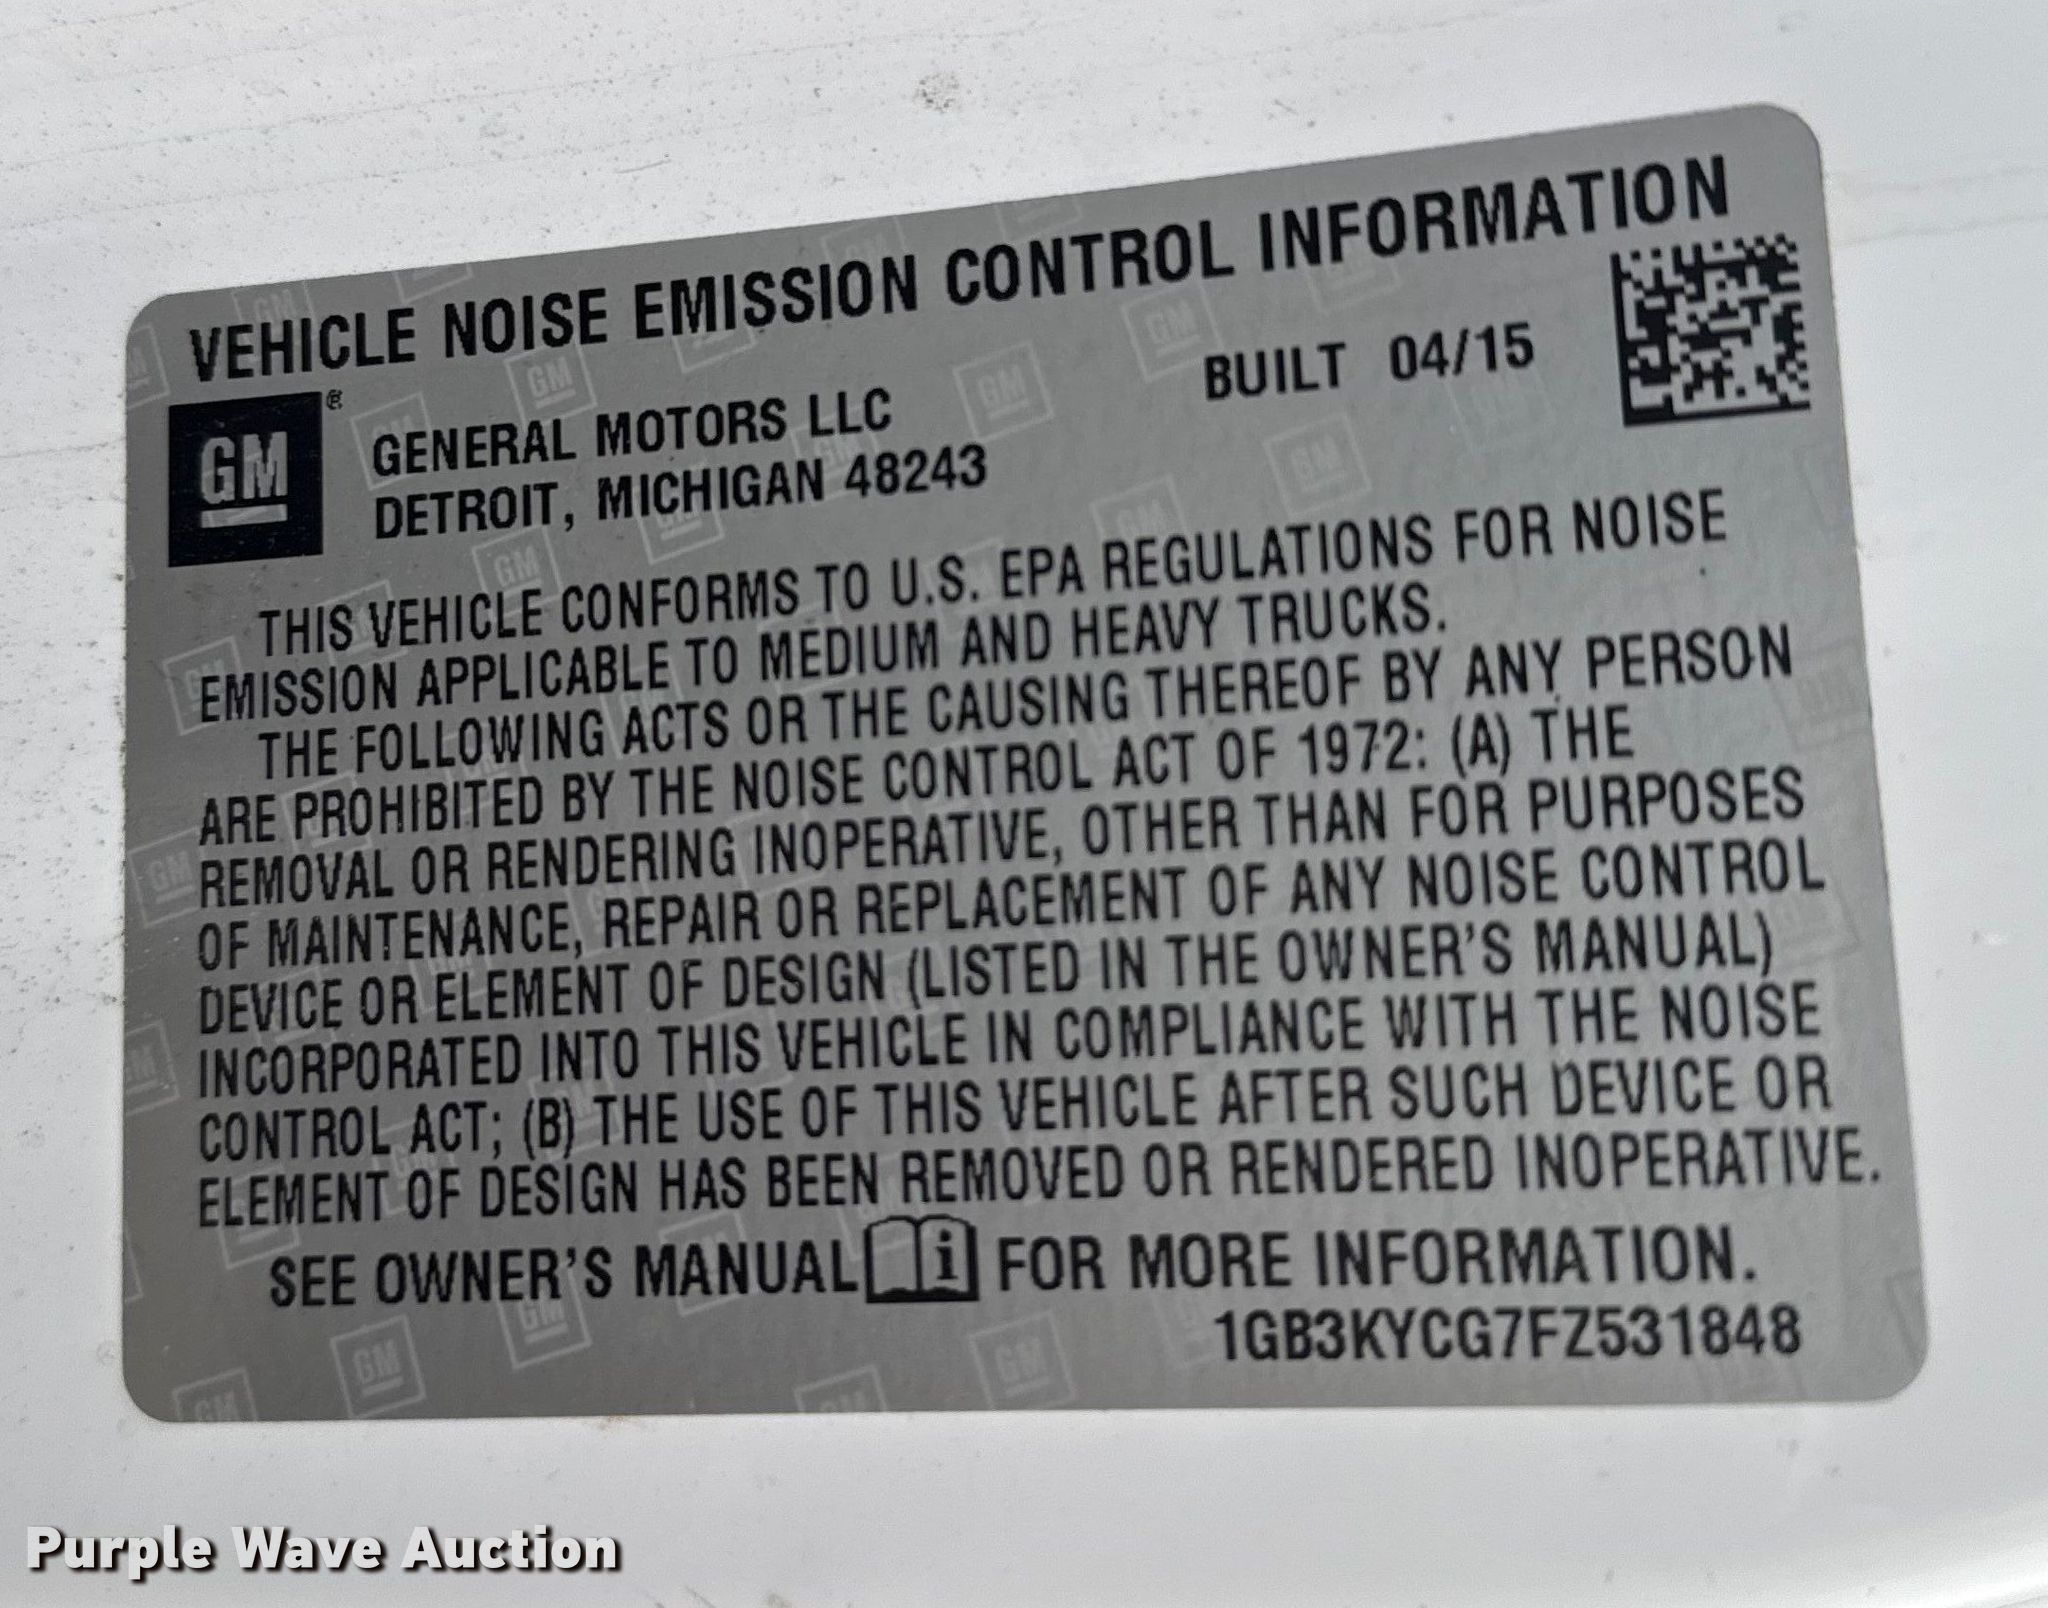 VEHICLE NOISE EMISSION CONTROL INFORMATION
GM®
GENERAL MOTORS LLC
DETROIT, MICHIGAN 48243
BUILT 04/15
THIS VEHICLE CONFORMS TO U.S. EPA REGULATIONS FOR NOISE
EMISSION APPLICABLE TO MEDIUM AND HEAVY TRUCKS.
THE FOLLOWING ACTS OR THE CAUSING THEREOF BY ANY PERSON
ARE PROHIBITED BY THE NOISE CONTROL ACT OF 1972: (A) THE
REMOVAL OR RENDERING INOPERATIVE, OTHER THAN FOR PURPOSES
OF MAINTENANCE, REPAIR OR REPLACEMENT OF ANY NOISE CONTROL
DEVICE OR ELEMENT OF DESIGN (LISTED IN THE OWNER'S MANUAL)
INCORPORATED INTO THIS VEHICLE IN COMPLIANCE WITH THE NOISE
CONTROL ACT; (B) THE USE OF THIS VEHICLE AFTER SUCH DEVICE OR
ELEMENT OF DESIGN HAS BEEN REMOVED OR RENDERED INOPERATIVE.
SEE OWNER'S MANUAL i FOR MORE INFORMATION.
1GB3KYCG7FZ531848
Purple Wave Auction